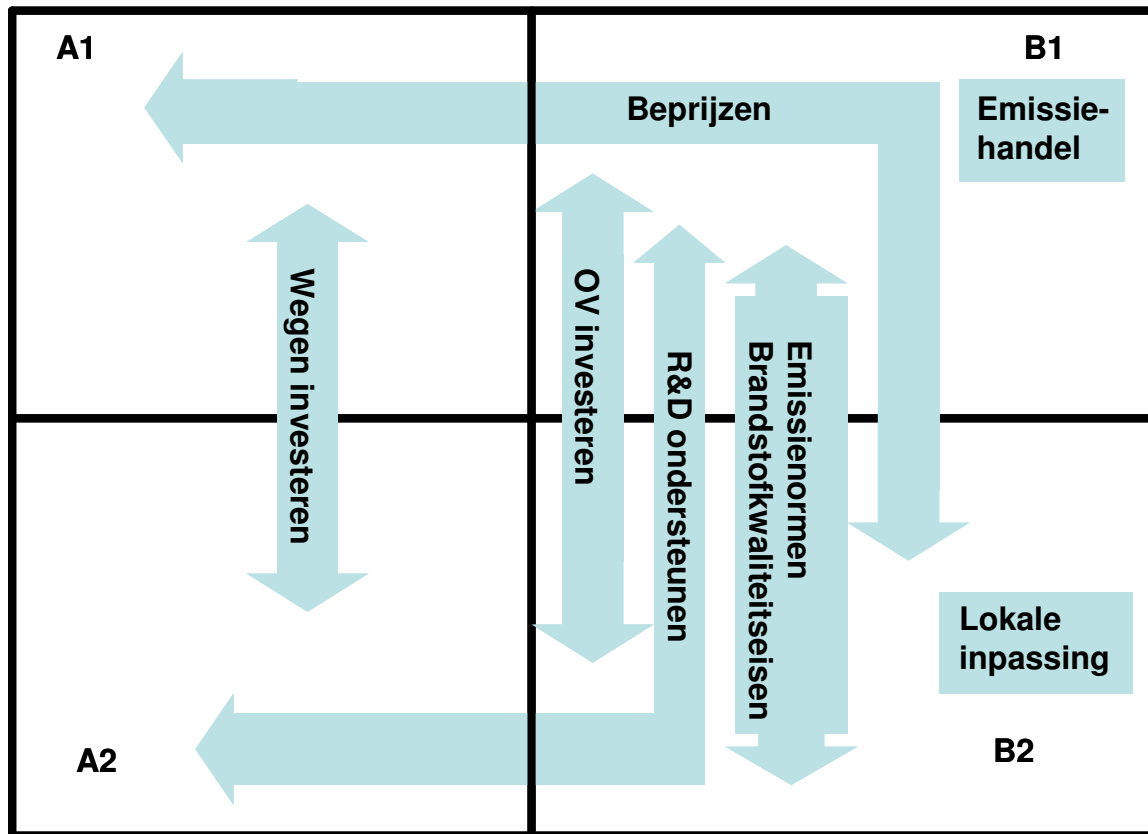 A1
B1
Beprijzen
Emissie-
handel
Wegen investeren
OV investeren
R&D ondersteunen
Emissienormen
Brandstofkwaliteitseisen
Lokale
inpassing
A2
B2